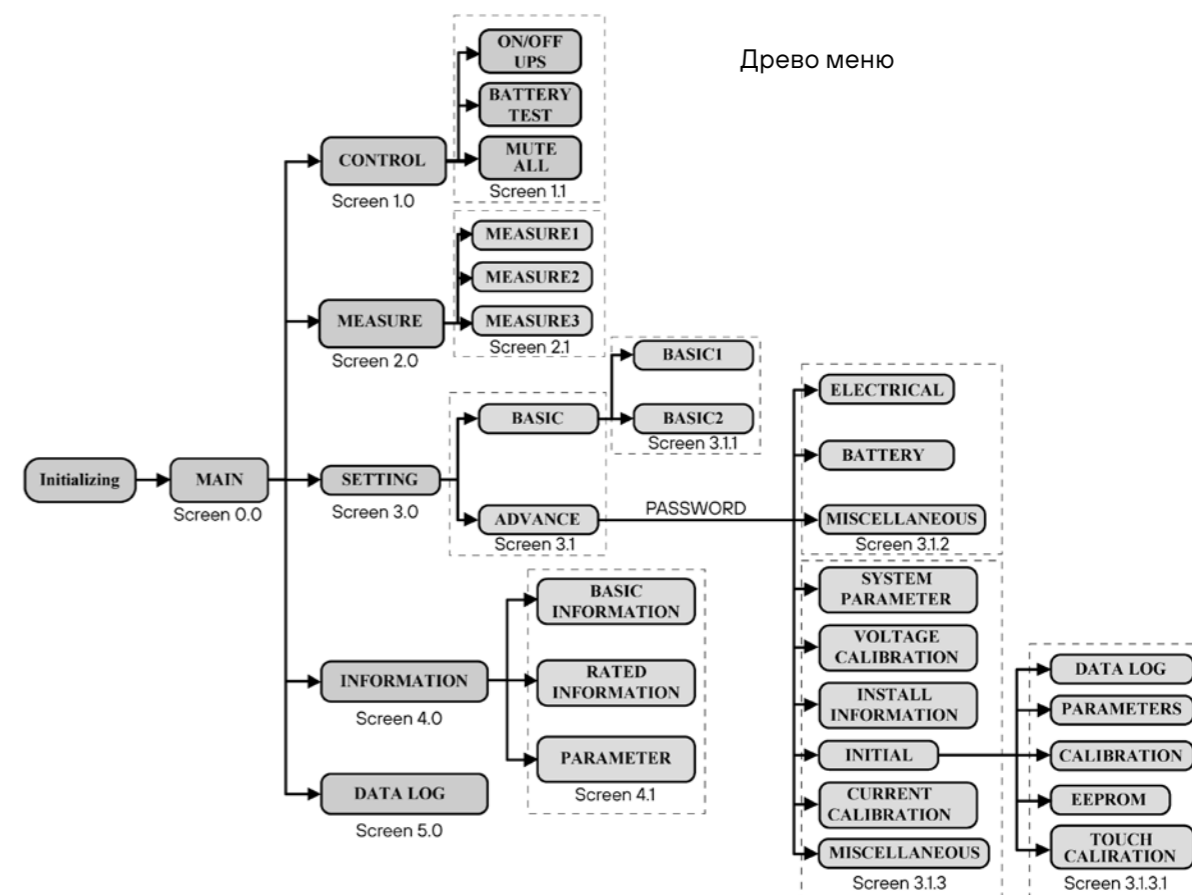 Древо меню
ON/OFF
UPS
BATTERY
TEST
MUTE
ALL
Screen 1.1
CONTROL
Screen 1.0
MEASURE1
MEASURE2
MEASURE3
Screen 2.1
MEASURE
Screen 2.0
BASIC1
BASIC2
Screen 3.1.1
BASIC
ADVANCE
Screen 3.1
PASSWORD
Initializing
MAIN
Screen 0.0
SETTING
Screen 3.0
ELECTRICAL
BATTERY
MISCELLANEOUS
Screen 3.1.2
SYSTEM
PARAMETER
VOLTAGE
CALIBRATION
INSTALL
INFORMATION
INITIAL
CURRENT
CALIBRATION
MISCELLANEOUS
Screen 3.1.3
DATA LOG
PARAMETERS
CALIBRATION
EEPROM
TOUCH
CALIRATION
Screen 3.1.3.1
BASIC
INFORMATION
RATED
INFORMATION
PARAMETER
Screen 4.1
INFORMATION
Screen 4.0
DATA LOG
Screen 5.0